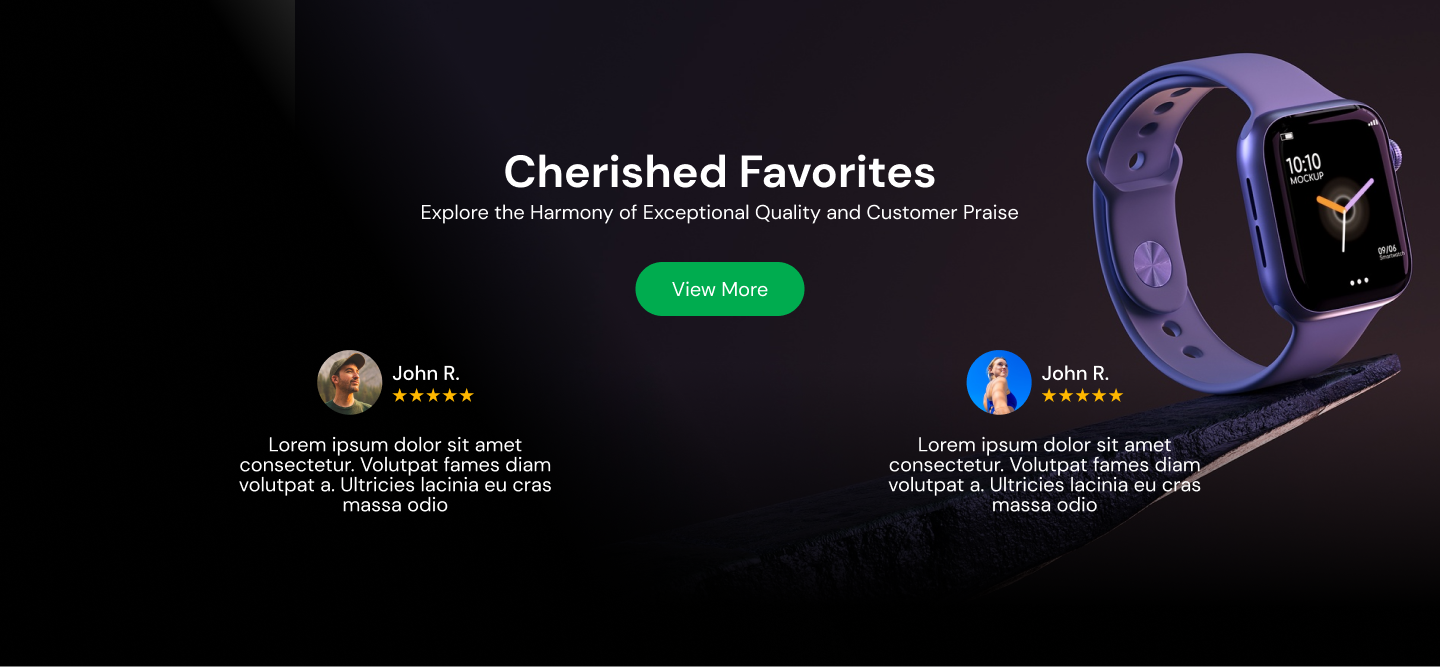 Cherished Favorites
Explore the Harmony of Exceptional Quality and Customer Praise
View More
10:10
MOCKUP
09/06
Smartwatch
John R.
Lorem ipsum dolor sit amet
consectetur. Volutpat fames diam
volutpat a. Ultricies lacinia eu cras
massa odio
John R.
Lorem ipsum dolor sit amet
consectetur. Volutpat fames diam
volutpat a. Ultricies lacinia eu cras
massa odio